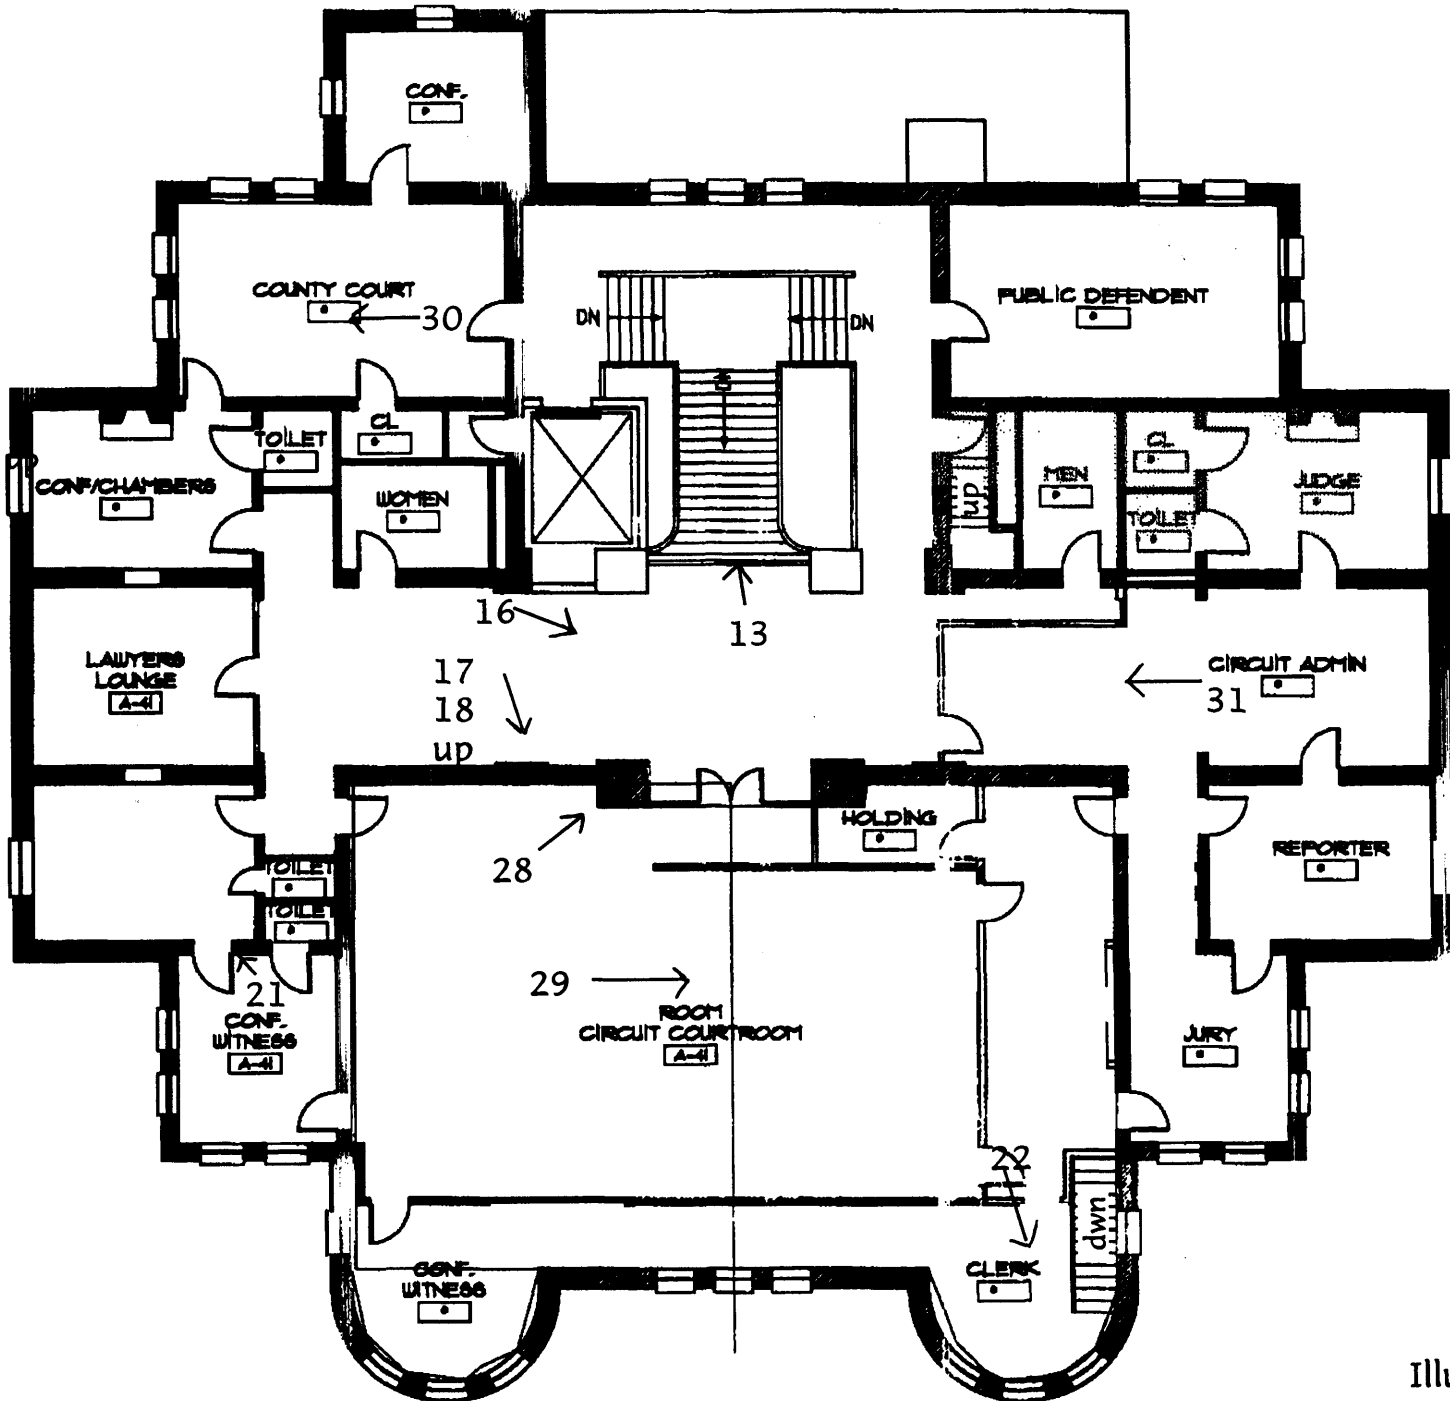 CONF.
COUNTY COURT
30
DN
DN
PUBLIC DEFENDENT
TOILET
CL
CONF/CHAMBERS
WOMEN
up
MEN
CL
TOILET
JUDGE
16
13
17
18
up
LAWYERS
LOUNGE
A-41
CIRCUIT ADMIN
31
28
HOLDING
REPORTER
TOILET
TOILET
21
CONF.
WITNESS
A-41
29
ROOM
CIRCUIT COURTROOM
A-41
JURY
22
dwn
CONF.
WITNESS
CLERK
Illu